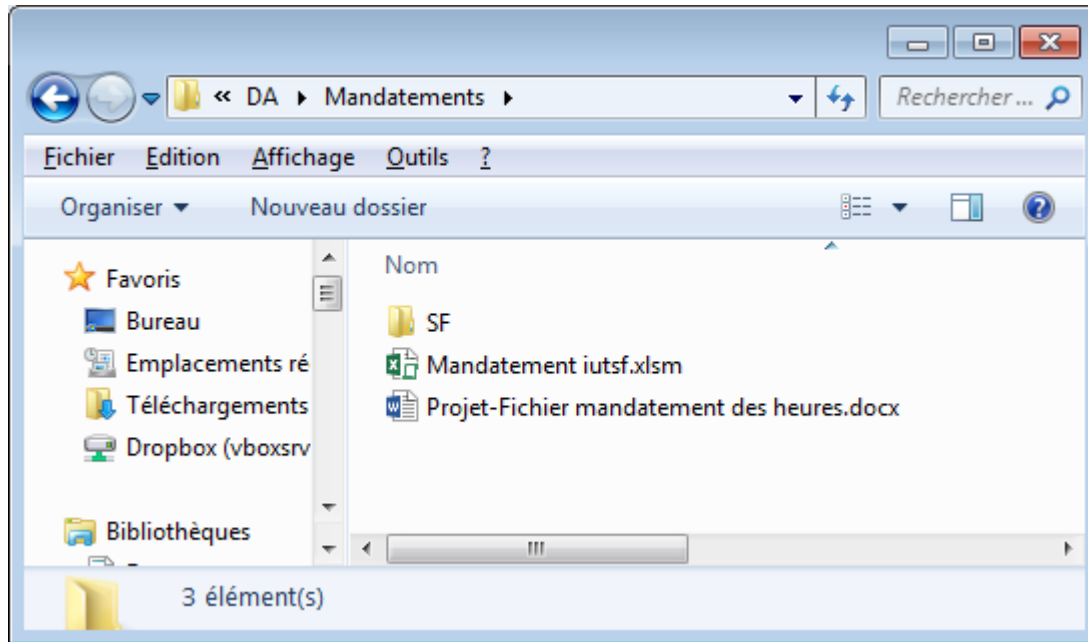 « DA ▸ Mandatements ▸
Rechercher ...
Fichier Edition Affichage Outils ?
Organiser Nouveau dossier
Favoris
Bureau
Emplacements ré
Téléchargements
Dropbox (vboxsrv
Bibliothèques
Nom
SF
Mandatement iutsf.xlsm
Projet-Fichier mandatement des heures.docx
3 élément(s)